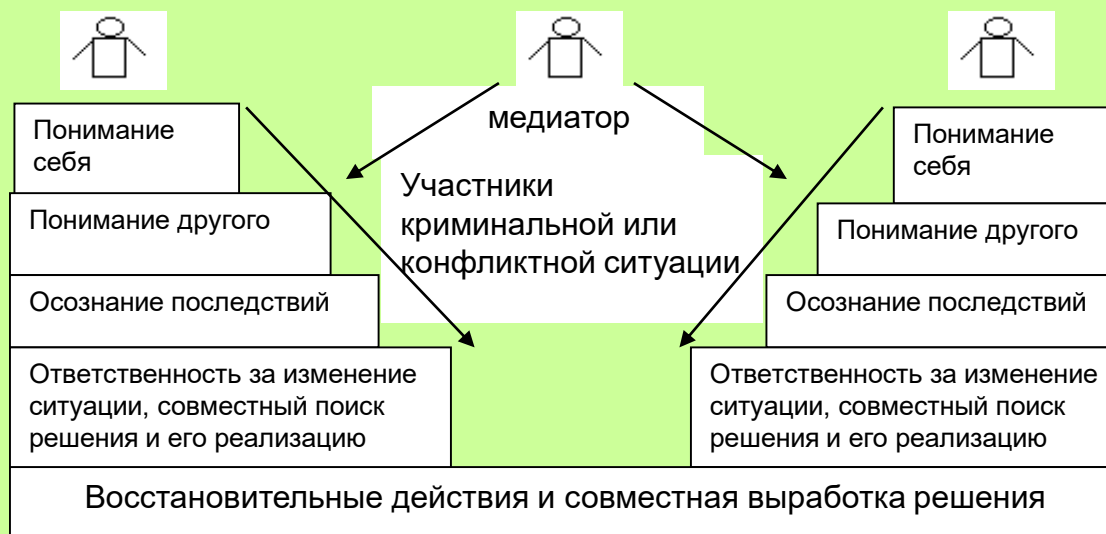 медиатор
Участники
криминальной или
конфликтной ситуации
Понимание
себя
Понимание другого
Осознание последствий
Ответственность за изменение
ситуации, совместный поиск
решения и его реализацию
Понимание
себя
Понимание другого
Осознание последствий
Ответственность за изменение
ситуации, совместный поиск
решения и его реализацию
Восстановительные действия и совместная выработка решения